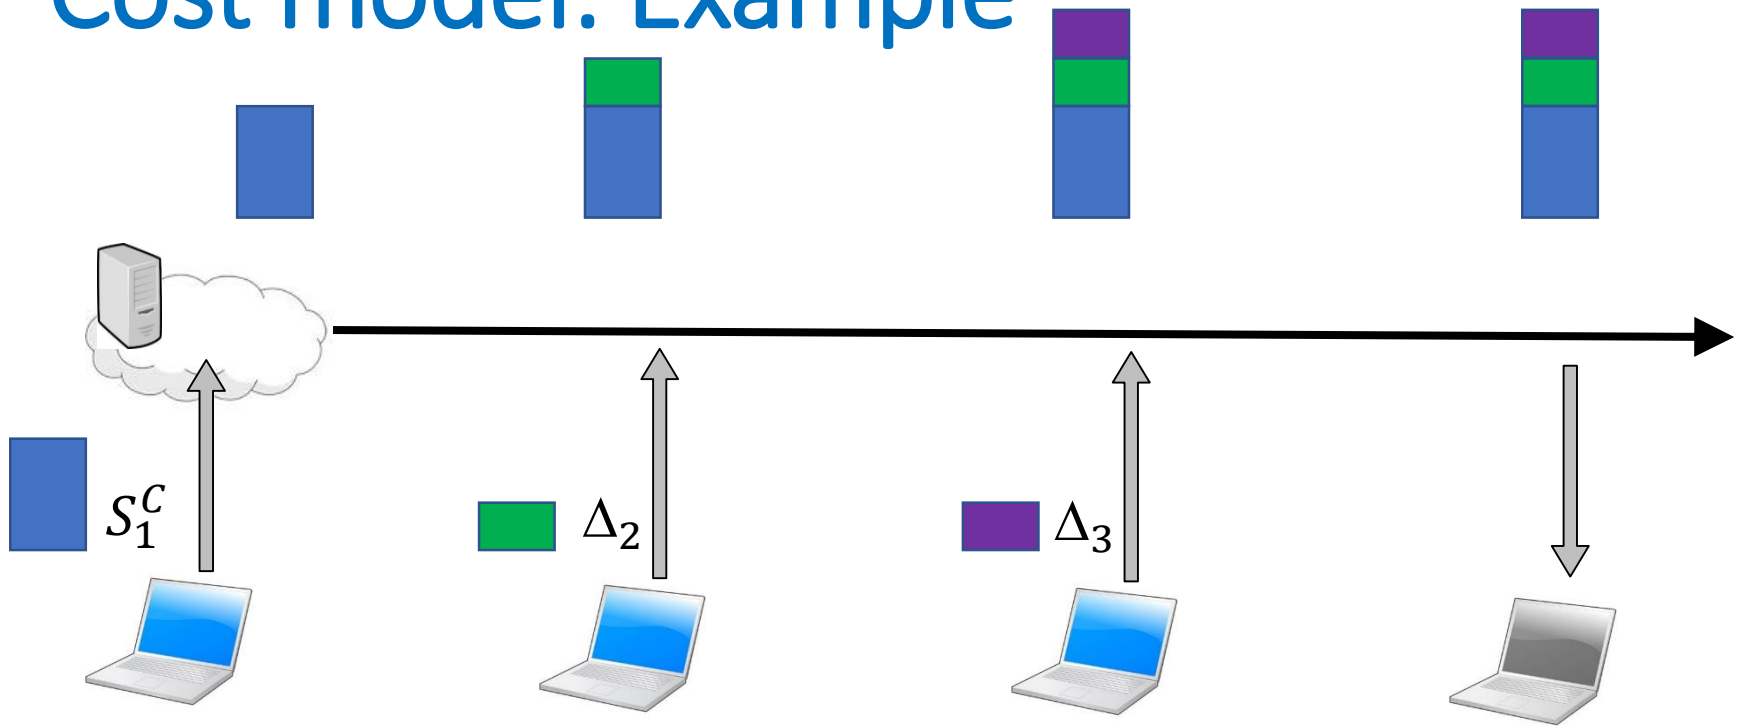 Cost model: Example
S_1^C
Δ_2
Δ_3